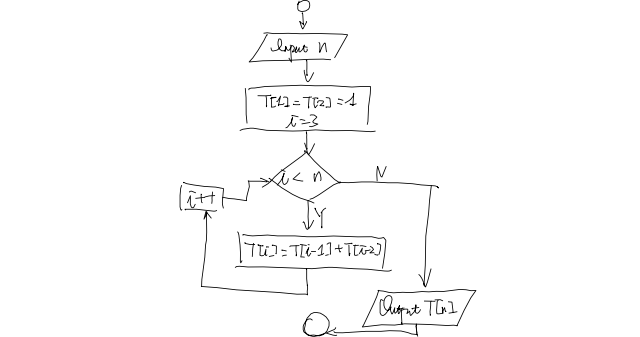 Input n
T[1]=T[2]=1
i=3
i < n
N
i++
Y
T[i]=T[i-1]+T[i-2]
Output T[n]